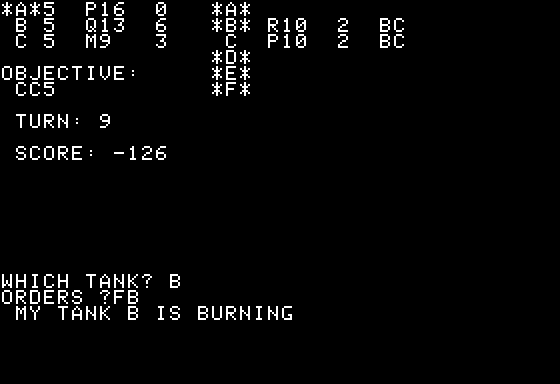 *A*5  P16  0   *A*
 B 5  Q13  6   *B* R10  2  BC
 C 5  M9   3    C  P10  2  BC
               *D*
OBJECTIVE:     *E*
 CC5           *F*
 TURN: 9
 SCORE: -126
WHICH TANK? B
ORDERS ?FB
 MY TANK B IS BURNING